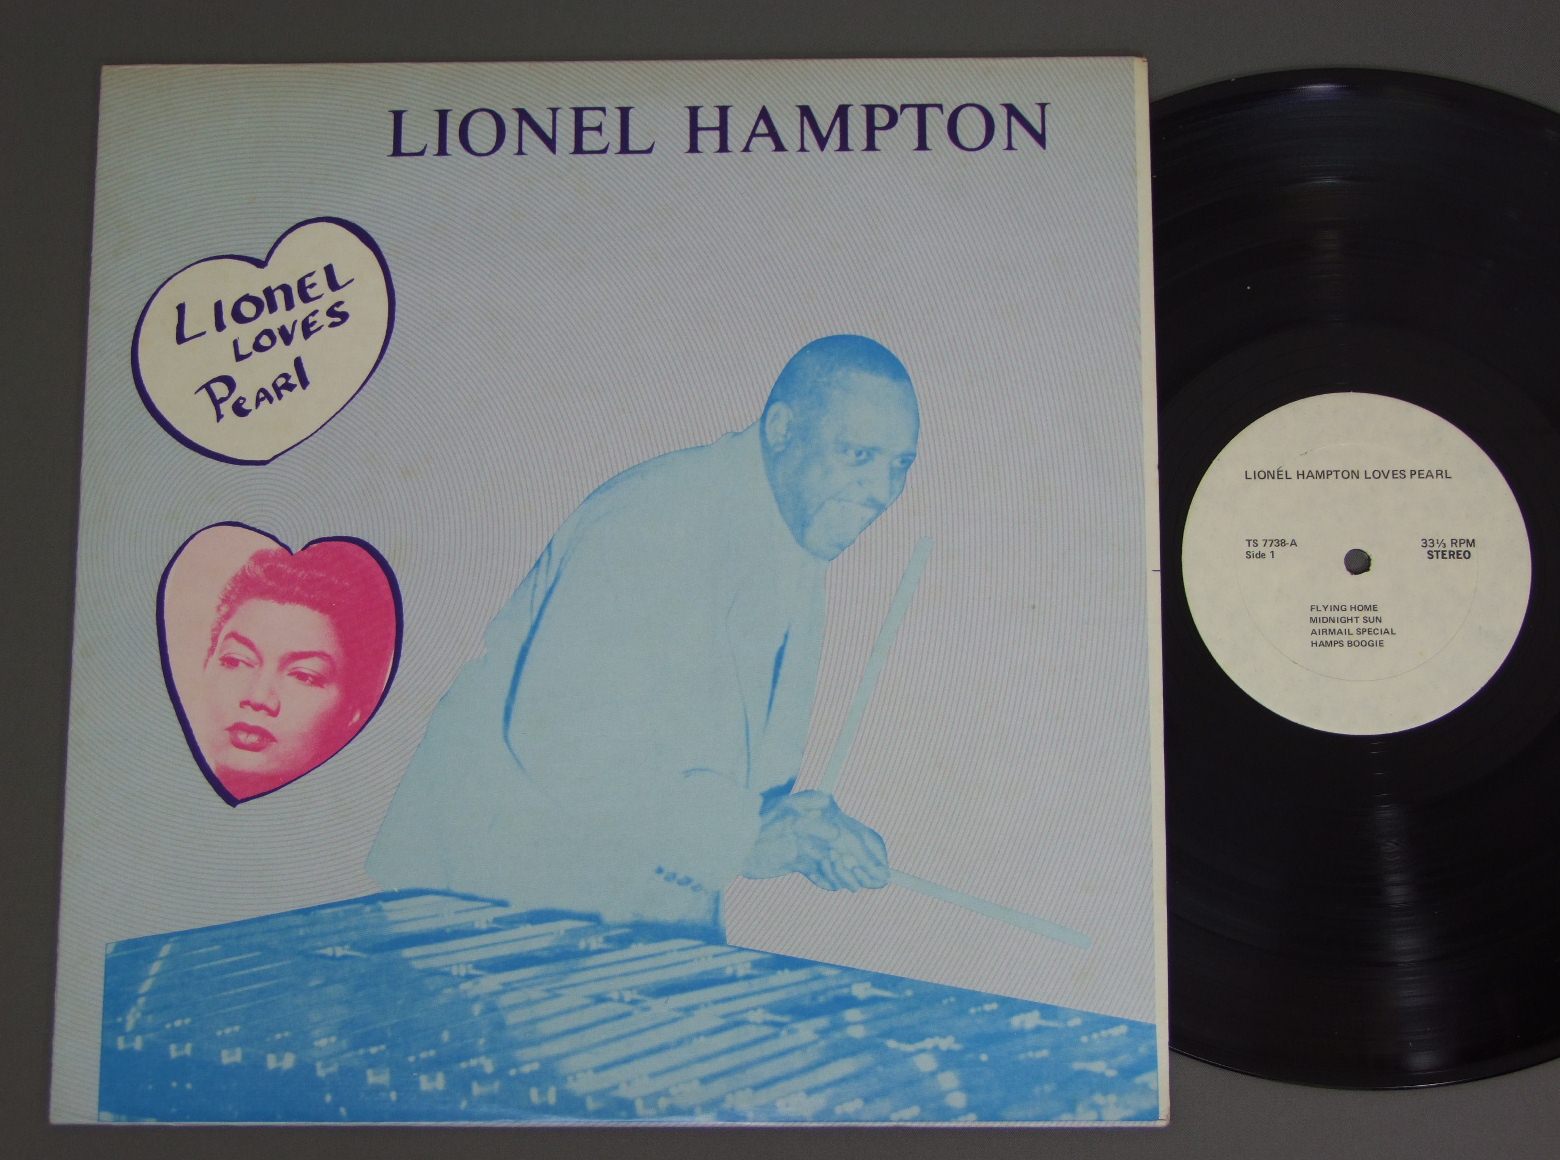 LIONEL HAMPTON
LIONEL
LOVES
PEARl
LIONEL HAMPTON LOVES PEARL
TS 7738-A
Side 1
33⅓ RPM
STEREO
FLYING HOME
MIDNIGHT SUN
AIRMAIL SPECIAL
HAMPS BOOGIE